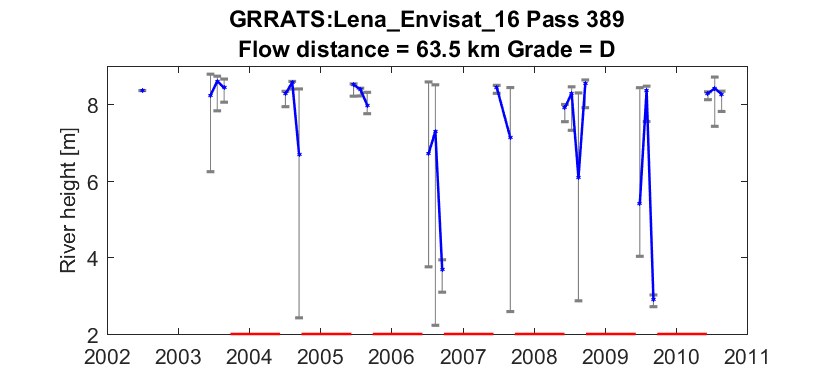 GRRATS:Lena_Envisat_16 Pass 389
Flow distance = 63.5 km Grade = D
River height [m]
8
6
4
2
2002 2003 2004 2005 2006 2007 2008 2009 2010 2011